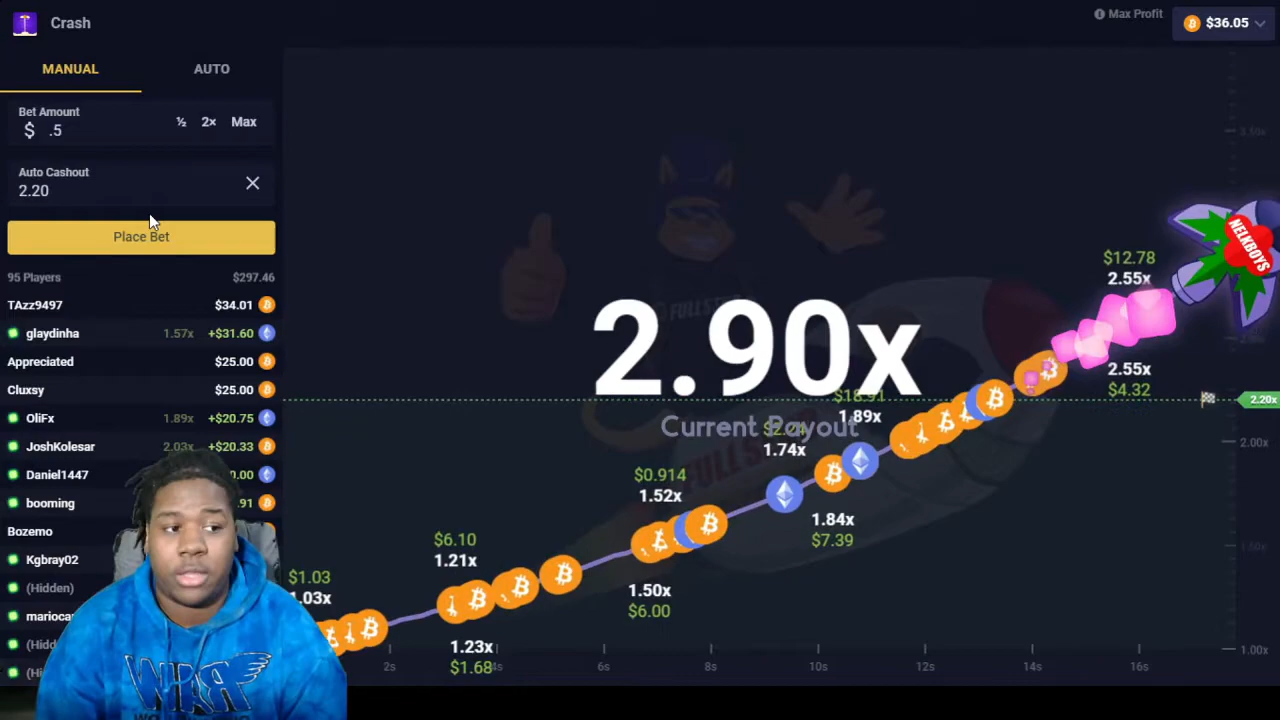 Crash
Max Profit
$36.05
MANUAL
AUTO
Bet Amount
$ .5
½ 2× Max
Auto Cashout
2.20
Place Bet
95 Players $297.46
TAzz9497 $34.01
glaydinha 1.57x +$31.60
Appreciated $25.00
Cluxsy $25.00
OliFx 1.89x +$20.75
JoshKolesar 2.03x +$20.33
Daniel1447
booming
Bozemo
Kgbray02
(Hidden)
2.90x
Current Payout
NELKBOYS
FULLSEND
$12.78
2.55x
2.55x
$4.32
1.89x
1.74x
1.84x
$7.39
$0.914
1.52x
1.50x
$6.00
$6.10
1.21x
1.23x
$1.68
$1.03
2.20x
2.00x
1.00x
2s 4s 6s 8s 10s 12s 14s 16s